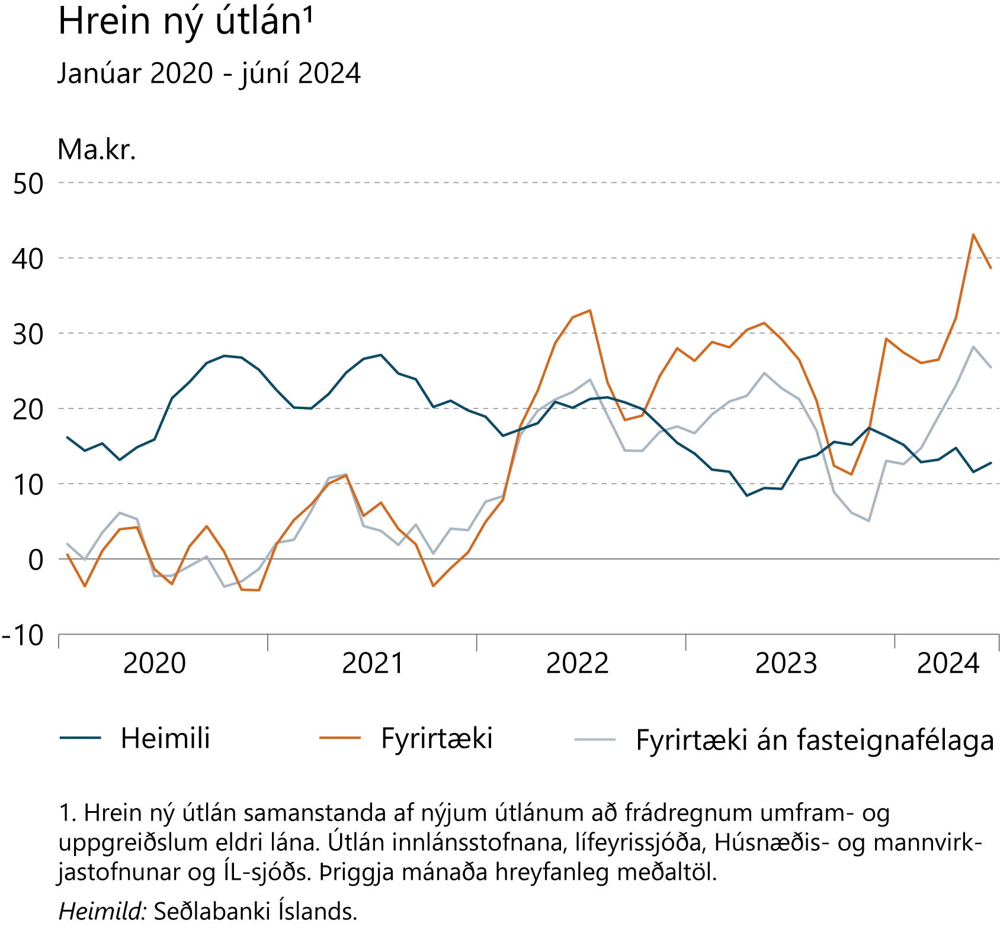 Hrein ný útlán¹
Janúar 2020 - júní 2024
Ma.kr.
50
40
30
20
10
0
-10
2020 2021 2022 2023 2024
Heimili Fyrirtæki Fyrirtæki án fasteignafélaga
1. Hrein ný útlán samanstanda af nýjum útlánum að frádregnum umfram- og
uppgreiðslum eldri lána. Útlán innlánsstofnana, lífeyrissjóða, Húsnæðis- og mannvirk-
jastofnunar og ÍL-sjóðs. Þriggja mánaða hreyfanleg meðaltöl.
Heimild: Seðlabanki Íslands.